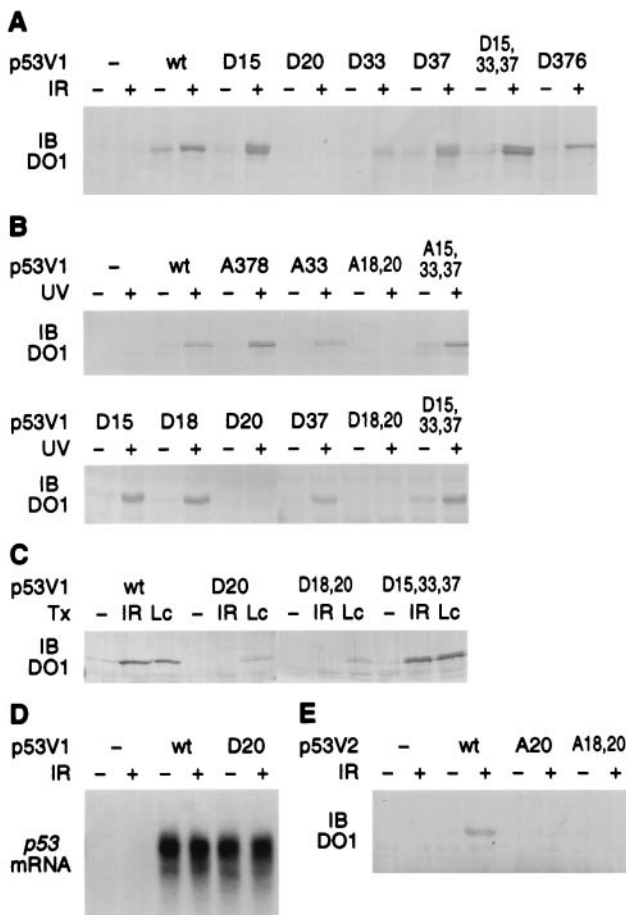 A
p53V1 – wt D15 D20 D33 D37 D15,33,37 D376
IR – + – + – + – + – + – + – + – +
IB DO1
B
p53V1 – wt A378 A33 A18,20 A15,33,37
UV – + – + – + – + – + – +
IB DO1
p53V1 D15 D18 D20 D37 D18,20 D15,33,37
UV – + – + – + – + – + – +
IB DO1
C
p53V1 wt D20 D18,20 D15,33,37
Tx – IR Lc – IR Lc – IR Lc – IR Lc
IB DO1
D
p53V1 – wt D20
IR – + – + – +
p53 mRNA
E
p53V2 – wt A20 A18,20
IR – + – + – + – +
IB DO1